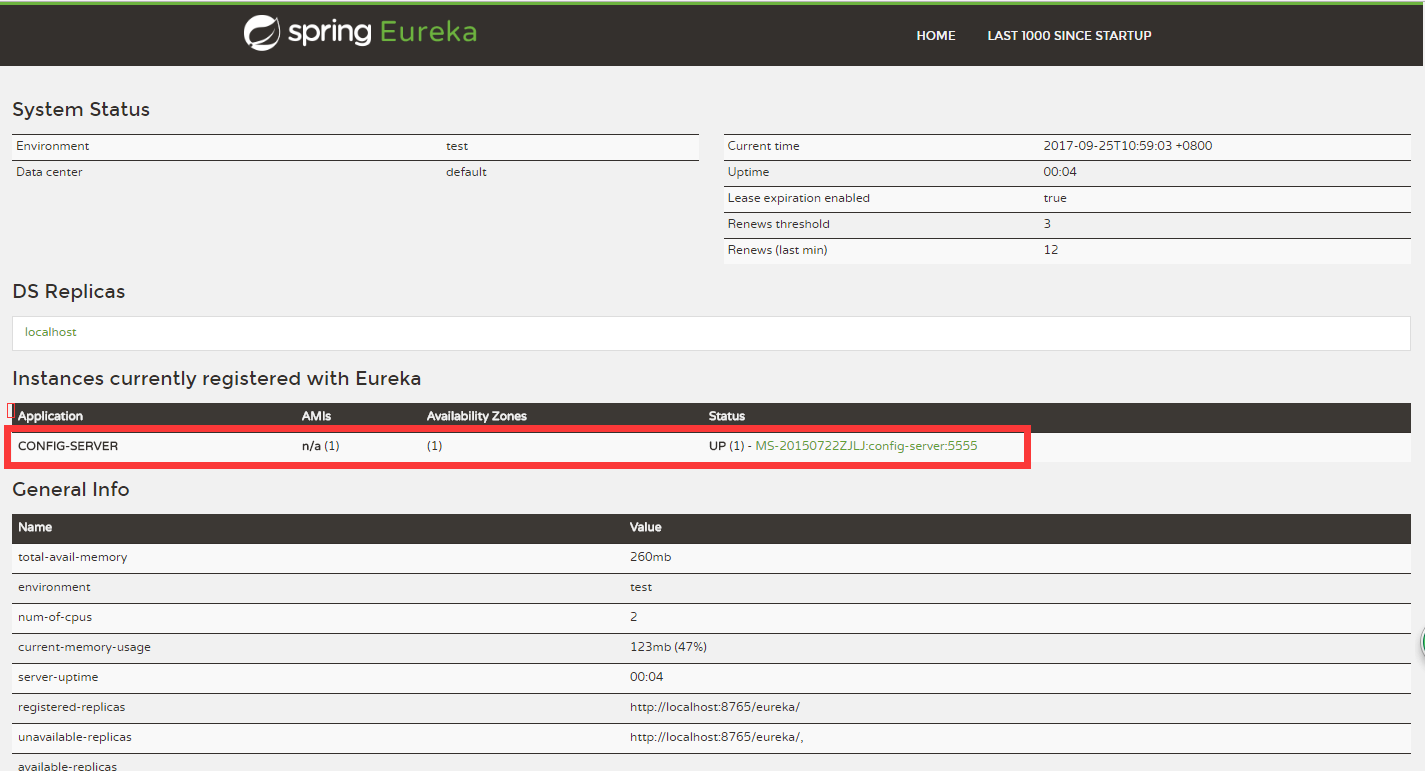 spring Eureka HOME LAST 1000 SINCE STARTUP
System Status
Environment test
Data center default
Current time 2017-09-25T10:59:03 +0800
Uptime 00:04
Lease expiration enabled true
Renews threshold 3
Renews (last min) 12
DS Replicas
localhost
Instances currently registered with Eureka
Application AMIs Availability Zones Status
CONFIG-SERVER n/a (1) (1) UP (1) - MS-20150722ZJLJ:config-server:5555
General Info
Name Value
total-avail-memory 260mb
environment test
num-of-cpus 2
current-memory-usage 123mb (47%)
server-uptime 00:04
registered-replicas http://localhost:8765/eureka/
unavailable-replicas http://localhost:8765/eureka/,
available-replicas